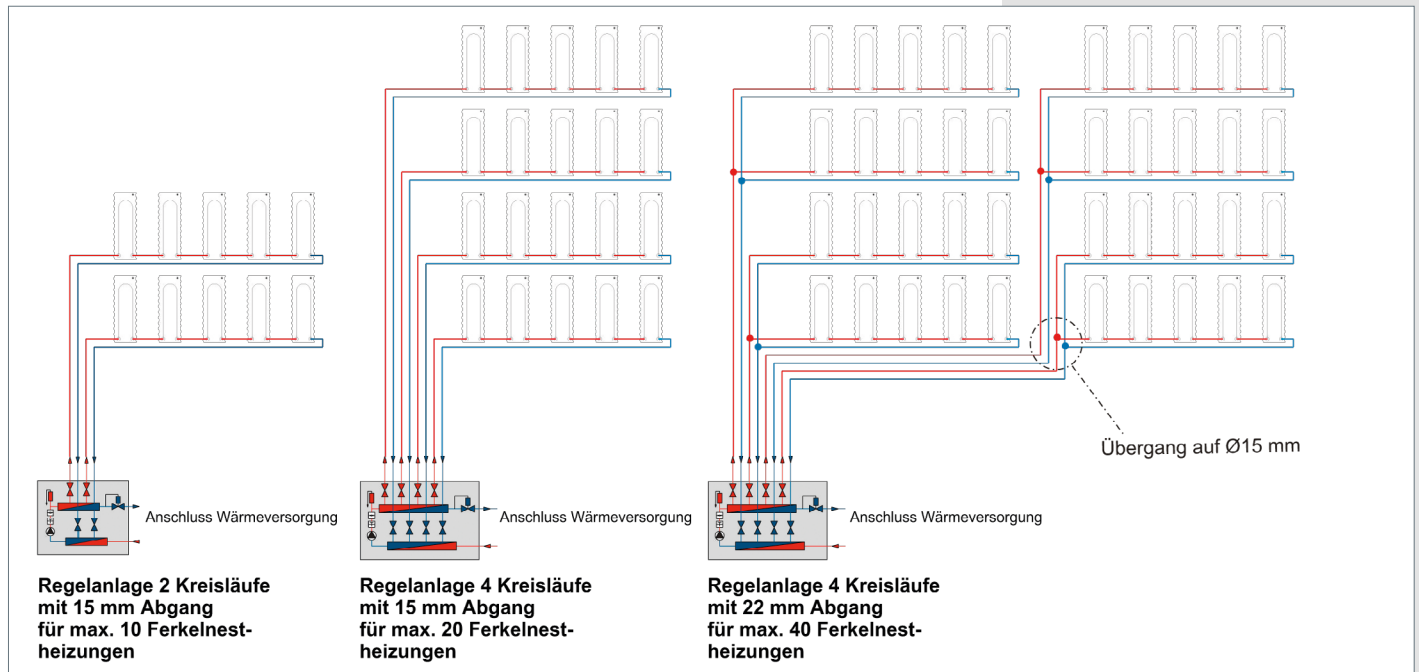 Übergang auf Ø15 mm
Anschluss Wärmeversorgung
Anschluss Wärmeversorgung
Anschluss Wärmeversorgung
Regelanlage 2 Kreisläufe
mit 15 mm Abgang
für max. 10 Ferkelnest-
heizungen
Regelanlage 4 Kreisläufe
mit 15 mm Abgang
für max. 20 Ferkelnest-
heizungen
Regelanlage 4 Kreisläufe
mit 22 mm Abgang
für max. 40 Ferkelnest-
heizungen